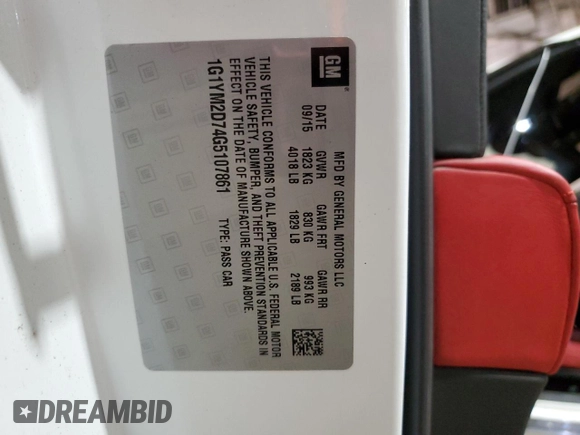 GM
MFD BY GENERAL MOTORS LLC
DATE GVWR GAWR FRT GAWR RR
09/15 1823 KG 830 KG 993 KG
4018 LB 1829 LB 2189 LB
THIS VEHICLE CONFORMS TO ALL APPLICABLE U.S. FEDERAL MOTOR
VEHICLE SAFETY, BUMPER, AND THEFT PREVENTION STANDARDS IN
EFFECT ON THE DATE OF MANUFACTURE SHOWN ABOVE.
1G1YM2D74G5107861 TYPE: PASS CAR
DREAMBID